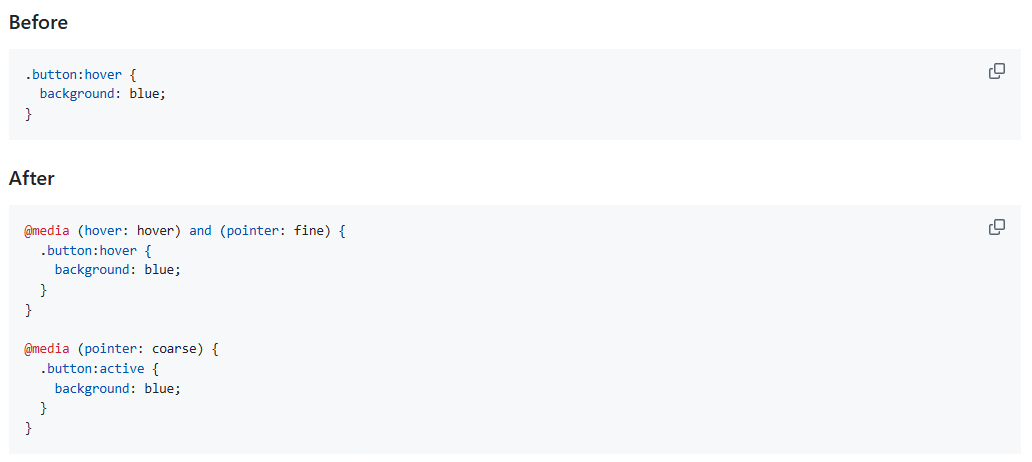 Before
.button:hover {
  background: blue;
}
After
@media (hover: hover) and (pointer: fine) {
  .button:hover {
    background: blue;
  }
}
@media (pointer: coarse) {
  .button:active {
    background: blue;
  }
}